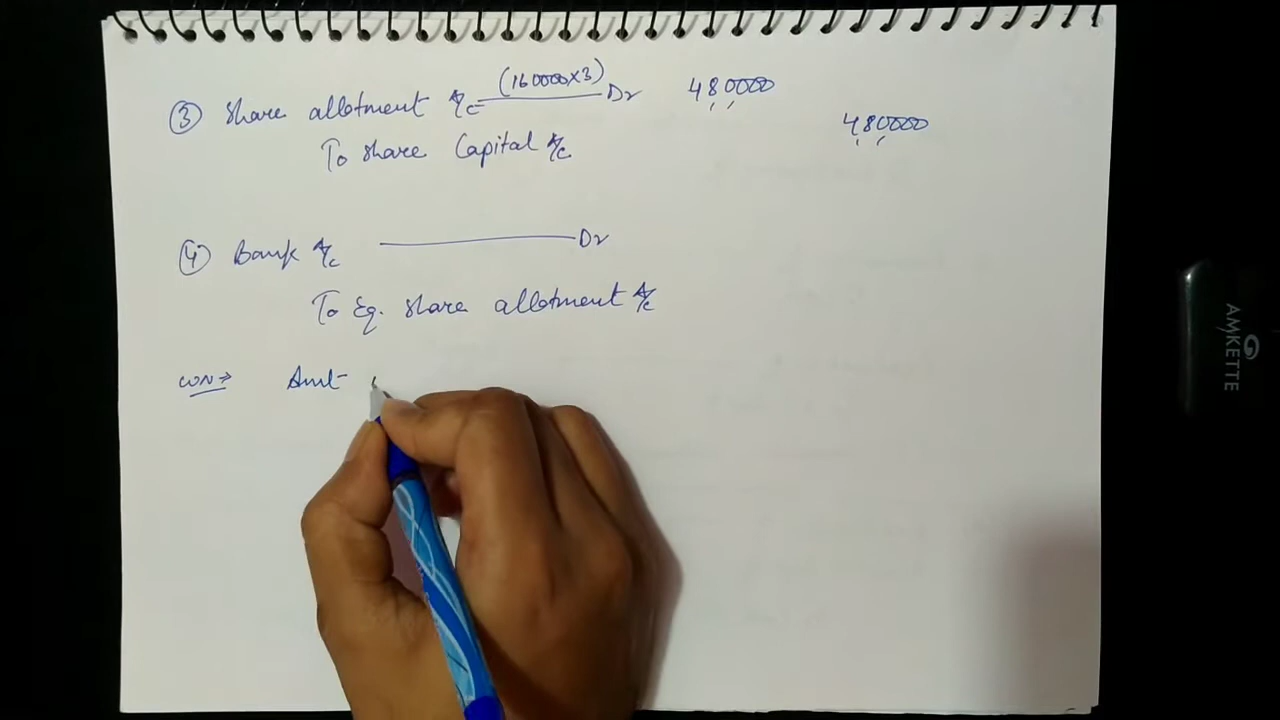 ③ Share allotment A/c (160000×3) Dr 480000
To Share Capital A/c 480000
④ Bank A/c Dr
To Eq. share allotment A/c
WN⇒ Amt
AMKETTE